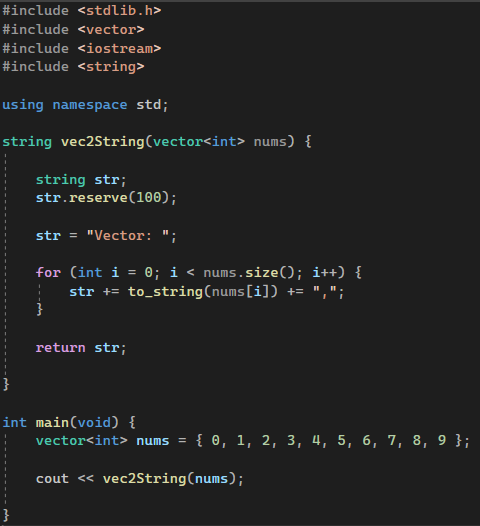 #include <stdlib.h>
#include <vector>
#include <iostream>
#include <string>
using namespace std;
string vec2String(vector<int> nums) {
string str;
str.reserve(100);
str = "Vector: ";
for (int i = 0; i < nums.size(); i++) {
str += to_string(nums[i]) += ",";
}
return str;
}
int main(void) {
vector<int> nums = { 0, 1, 2, 3, 4, 5, 6, 7, 8, 9 };
cout << vec2String(nums);
}